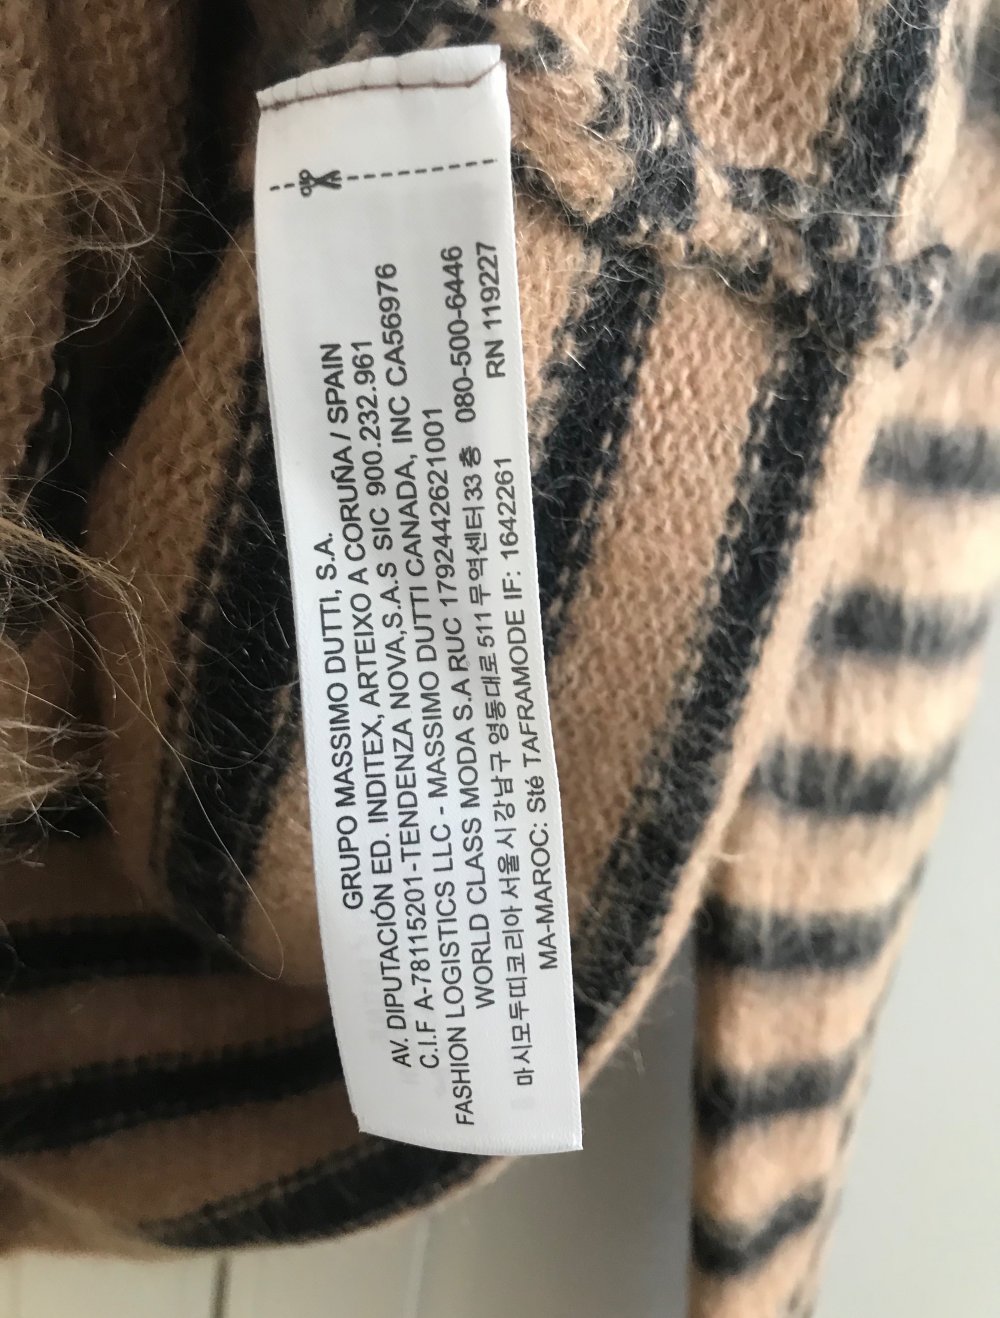 GRUPO MASSIMO DUTTI, S.A.
AV. DIPUTACIÓN ED. INDITEX, ARTEIXO A CORUÑA / SPAIN
C.I.F A-78115201-TENDENZA NOVA,S.A.S SIC 900.232.961
FASHION LOGISTICS LLC - MASSIMO DUTTI CANADA, INC CA56976
WORLD CLASS MODA S.A RUC 1792442621001
마시모두띠코리아 서울 시 강남구 영동대로 511 무역센터 33 층 080-500-6446
MA-MAROC: Sté TAFRAMODE IF: 1642261 RN 119227